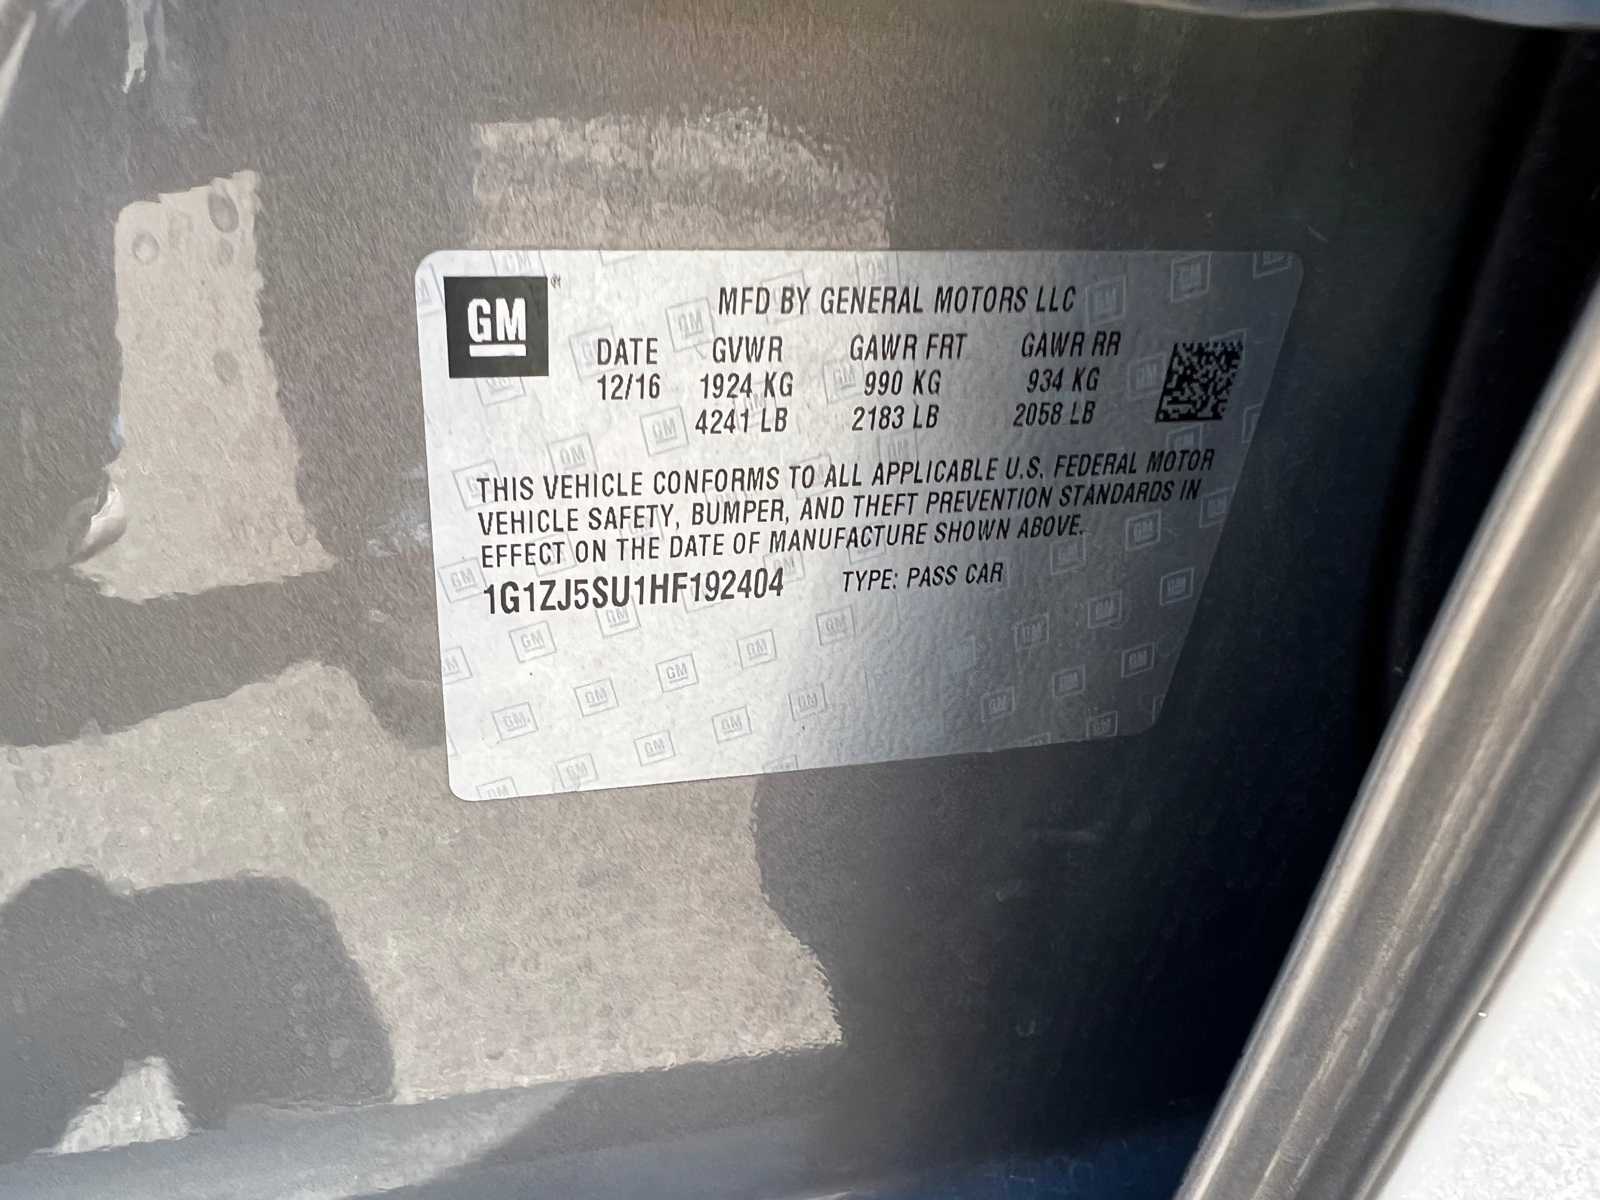 GM
MFD BY GENERAL MOTORS LLC
DATE GVWR GAWR FRT GAWR RR
12/16 1924 KG 990 KG 934 KG
4241 LB 2183 LB 2058 LB
THIS VEHICLE CONFORMS TO ALL APPLICABLE U.S. FEDERAL MOTOR
VEHICLE SAFETY, BUMPER, AND THEFT PREVENTION STANDARDS IN
EFFECT ON THE DATE OF MANUFACTURE SHOWN ABOVE.
1G1ZJ5SU1HF192404 TYPE: PASS CAR